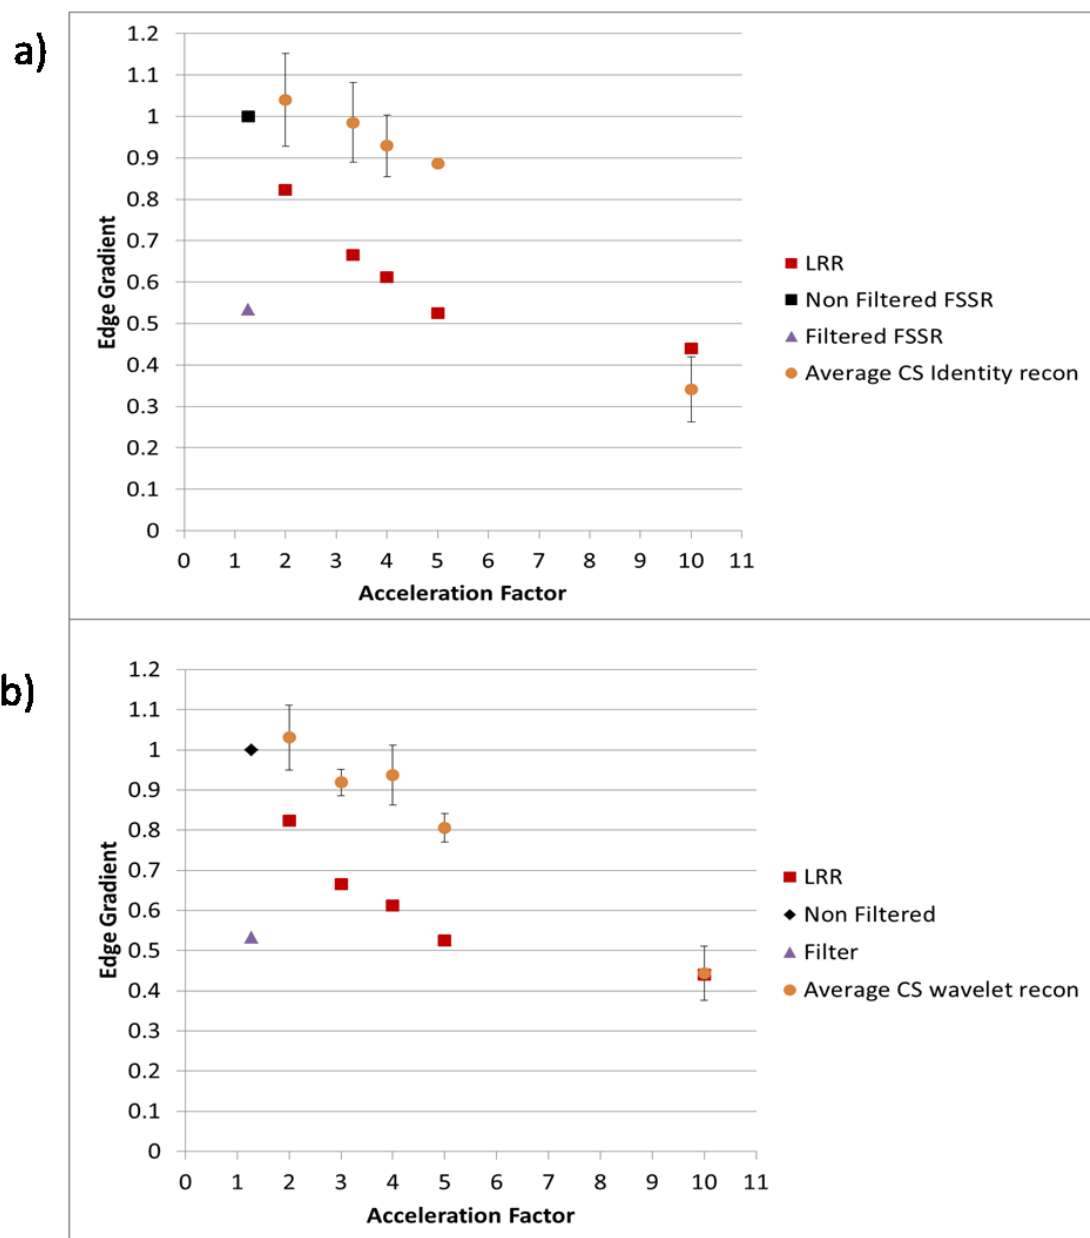 a)
1.2
1.1
1
0.9
0.8
0.7
0.6
0.5
0.4
0.3
0.2
0.1
0
Edge Gradient
0 1 2 3 4 5 6 7 8 9 10 11
Acceleration Factor
LRR
Non Filtered FSSR
Filtered FSSR
Average CS Identity recon
b)
1.2
1.1
1
0.9
0.8
0.7
0.6
0.5
0.4
0.3
0.2
0.1
0
Edge Gradient
0 1 2 3 4 5 6 7 8 9 10 11
Acceleration Factor
LRR
Non Filtered
Filter
Average CS wavelet recon